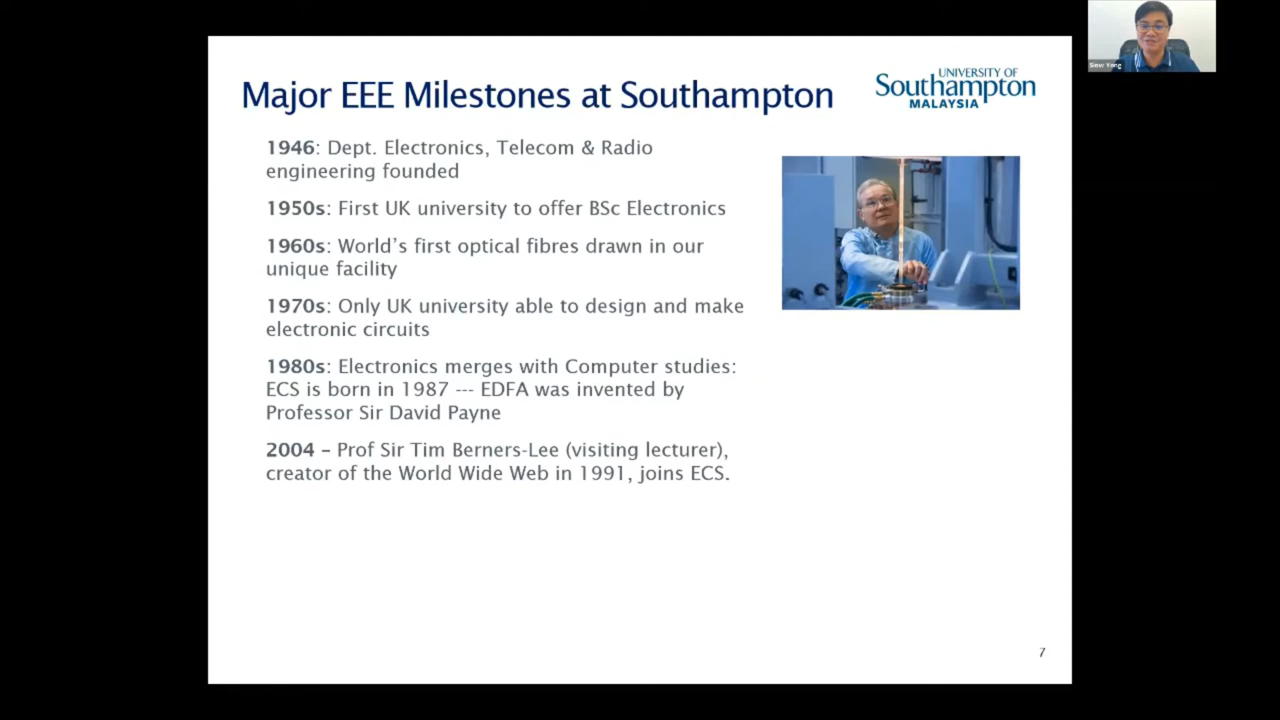 Major EEE Milestones at Southampton
UNIVERSITY OF
Southampton
MALAYSIA
1946: Dept. Electronics, Telecom & Radio
engineering founded
1950s: First UK university to offer BSc Electronics
1960s: World’s first optical fibres drawn in our
unique facility
1970s: Only UK university able to design and make
electronic circuits
1980s: Electronics merges with Computer studies:
ECS is born in 1987 --- EDFA was invented by
Professor Sir David Payne
2004 – Prof Sir Tim Berners-Lee (visiting lecturer),
creator of the World Wide Web in 1991, joins ECS.
7
Siew Yong